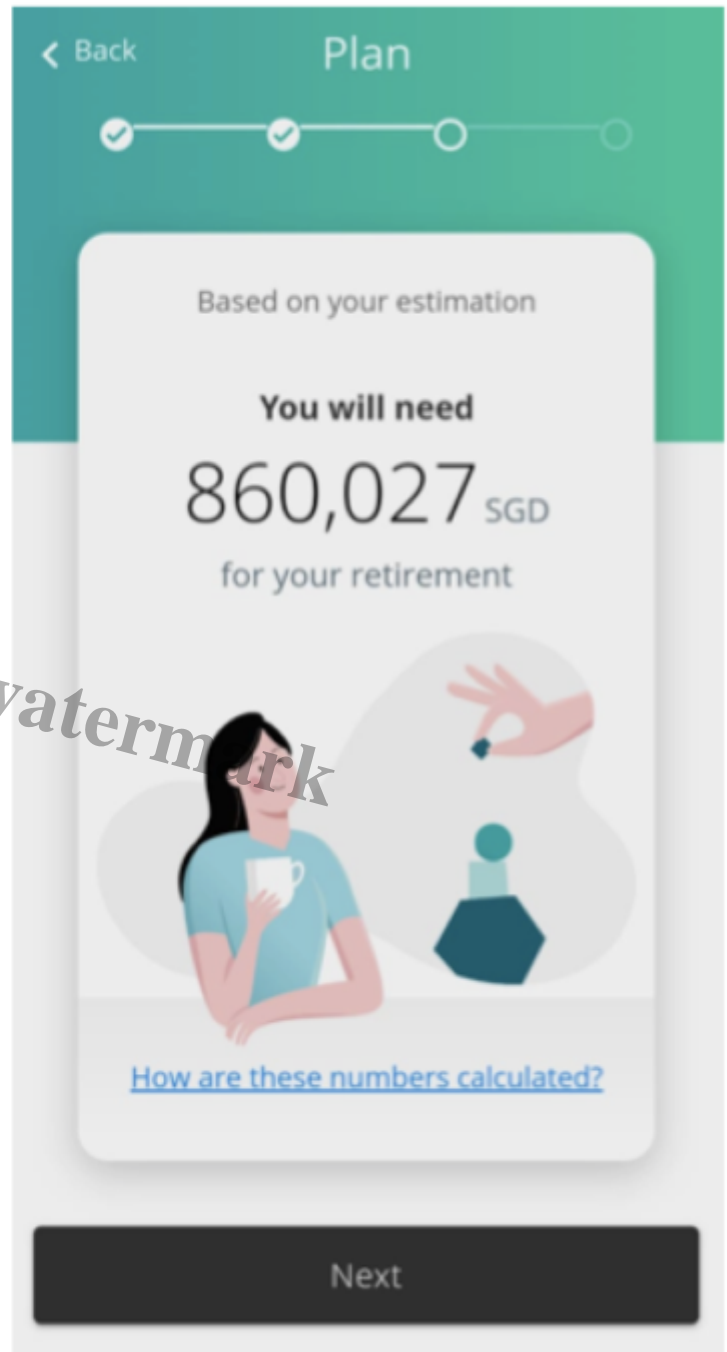 Back
Plan
Based on your estimation
You will need
860,027 SGD
for your retirement
watermark
How are these numbers calculated?
Next